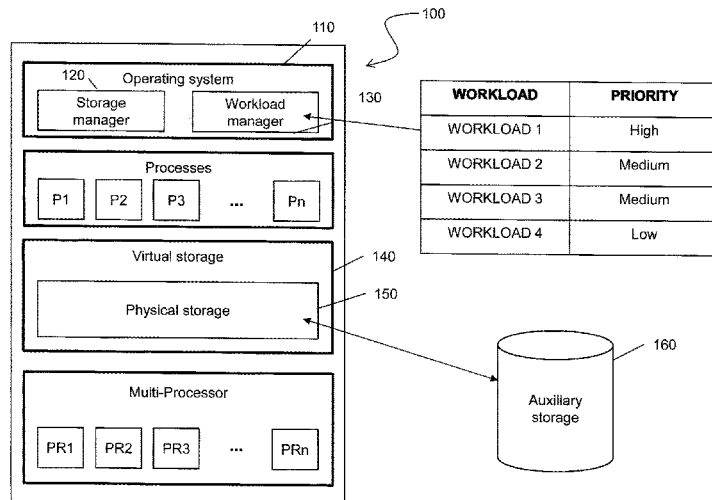 100
110
Operating system
120
Storage manager
Workload manager
130
Processes
P1 P2 P3 ... Pn
Virtual storage
140
Physical storage
150
Multi-Processor
PR1 PR2 PR3 ... PRn
WORKLOAD PRIORITY
WORKLOAD 1 High
WORKLOAD 2 Medium
WORKLOAD 3 Medium
WORKLOAD 4 Low
160
Auxiliary
storage